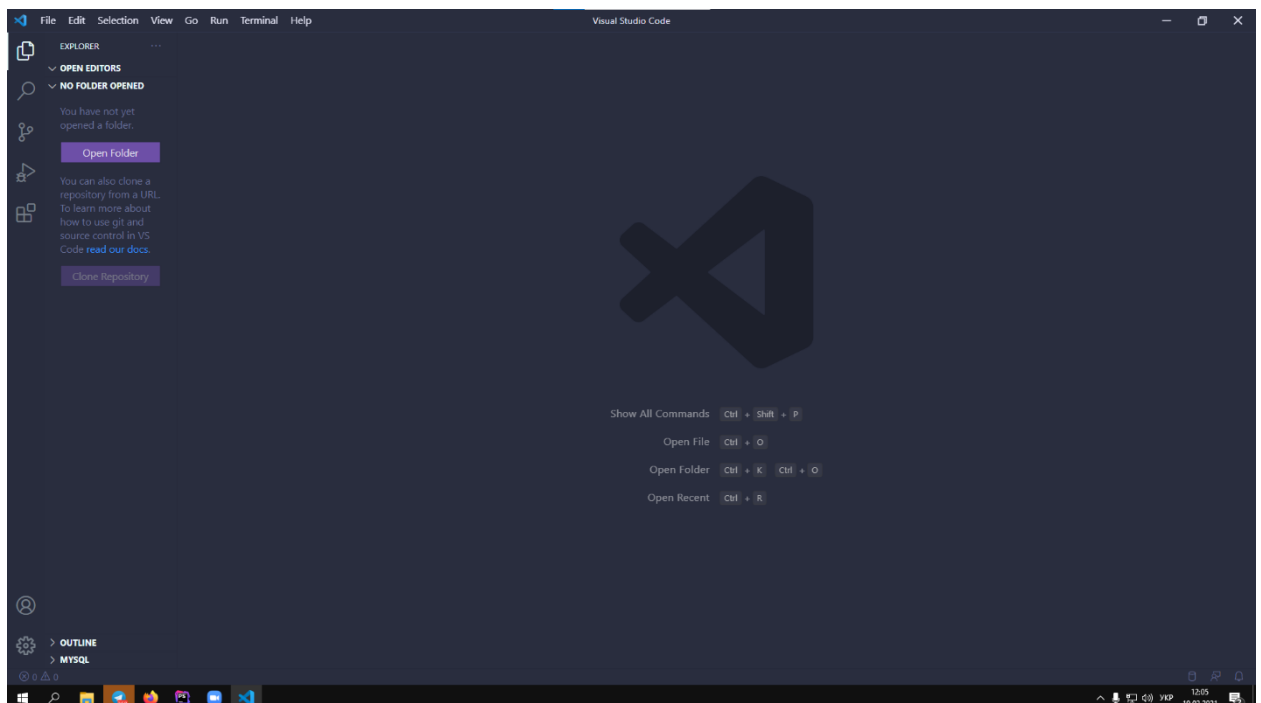 File Edit Selection View Go Run Terminal Help
Visual Studio Code
EXPLORER
OPEN EDITORS
NO FOLDER OPENED
You have not yet
opened a folder.
Open Folder
You can also clone a
repository from a URL.
To learn more about
how to use git and
source control in VS
Code read our docs.
Clone Repository
Show All Commands Ctrl + Shift + P
Open File Ctrl + O
Open Folder Ctrl + K Ctrl + O
Open Recent Ctrl + R
OUTLINE
MYSQL
0 0
PS
УКР
12:05